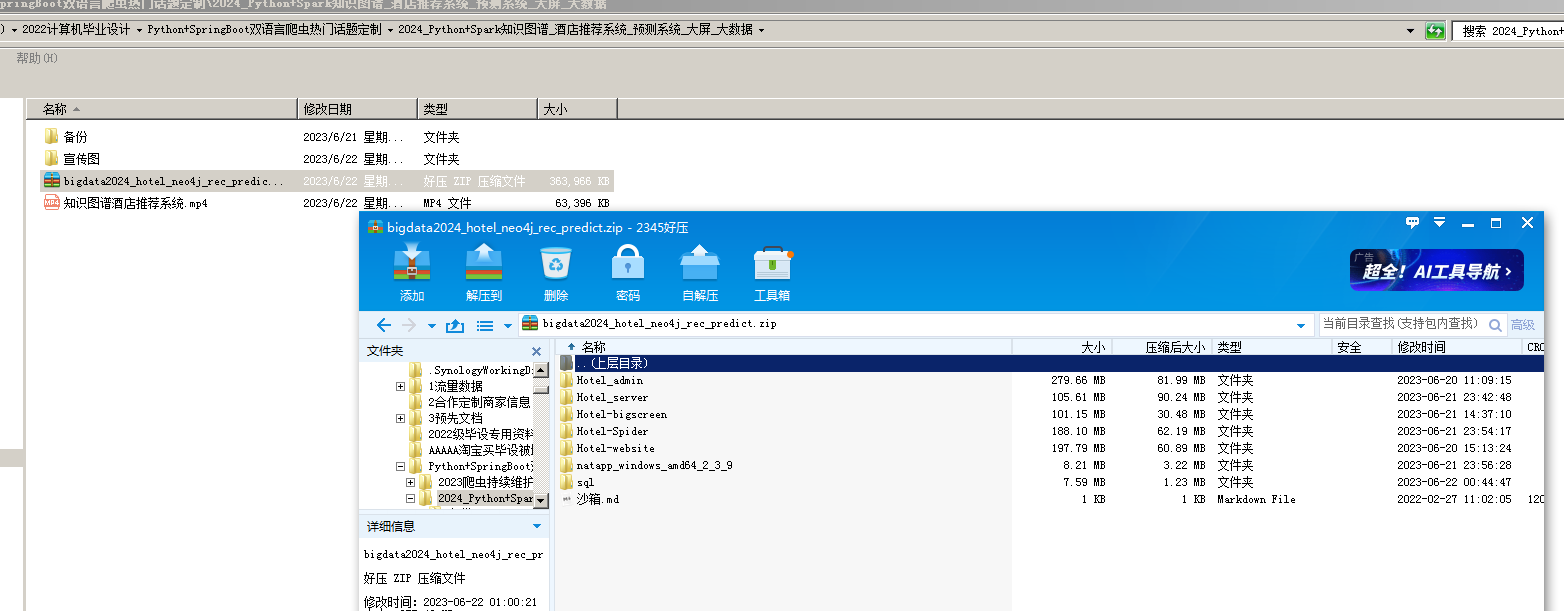 pringBoot双语言爬虫热门话题定制\2024_Python+Spark知识图谱_酒店推荐系统_预测系统_大屏_大数据
) 2022计算机毕业设计 Python+SpringBoot双语言爬虫热门话题定制 2024_Python+Spark知识图谱_酒店推荐系统_预测系统_大屏_大数据
搜索 2024_Python+
帮助(H)
名称 修改日期 类型 大小
备份 2023/6/21 星期... 文件夹
宣传图 2023/6/22 星期... 文件夹
bigdata2024_hotel_neo4j_rec_predic... 2023/6/22 星期... 好压 ZIP 压缩文件 363,966 KB
知识图谱酒店推荐系统.mp4 2023/6/22 星期... MP4 文件 63,396 KB
bigdata2024_hotel_neo4j_rec_predict.zip - 2345好压
添加 解压到 删除 密码 自解压 工具箱
广告
超全! AI工具导航 ›
bigdata2024_hotel_neo4j_rec_predict.zip
当前目录查找(支持包内查找) 高级
文件夹
.SynologyWorkingD
1流量数据
2合作定制商家信息
3预先文档
2022级毕设专用资料
AAAAA淘宝买毕设被
Python+SpringBoot
2023爬虫持续维护
2024_Python+Spar
详细信息
bigdata2024_hotel_neo4j_rec_pr
好压 ZIP 压缩文件
修改时间: 2023-06-22 01:00:21
名称 大小 压缩后大小 类型 安全 修改时间 CRC
..(上层目录)
Hotel_admin 279.66 MB 81.99 MB 文件夹 2023-06-20 11:09:15
Hotel_server 105.61 MB 90.24 MB 文件夹 2023-06-21 23:42:48
Hotel-bigscreen 101.15 MB 30.48 MB 文件夹 2023-06-21 14:37:10
Hotel-Spider 188.10 MB 62.19 MB 文件夹 2023-06-21 23:54:17
Hotel-website 197.79 MB 60.89 MB 文件夹 2023-06-20 15:13:24
natapp_windows_amd64_2_3_9 8.21 MB 3.22 MB 文件夹 2023-06-21 23:56:28
sql 7.59 MB 1.23 MB 文件夹 2023-06-22 00:44:47
沙箱.md 1 KB 1 KB Markdown File 2022-02-27 11:02:05 120